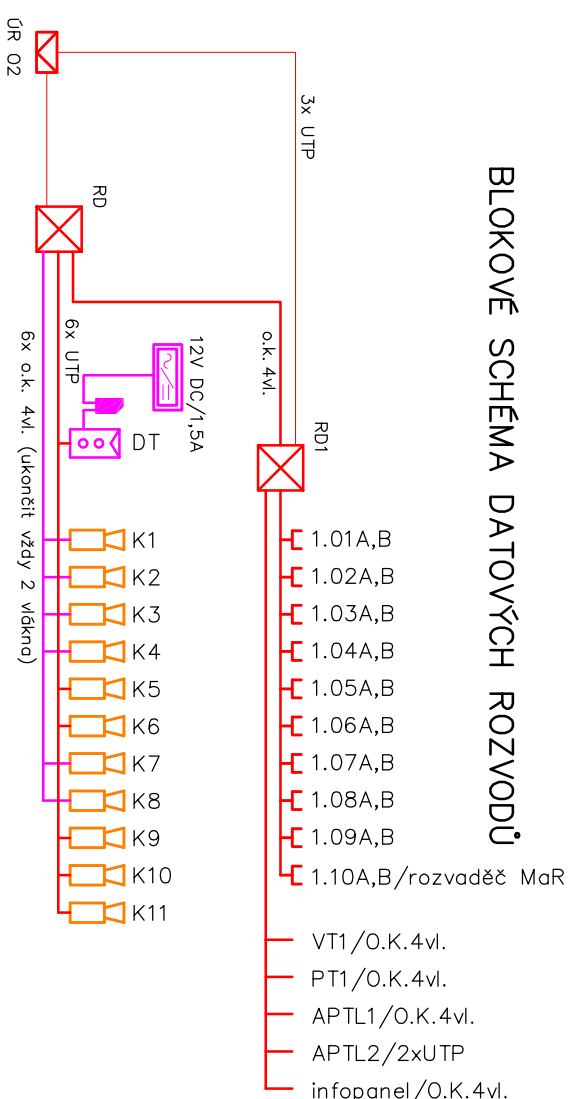 BLOKOVÉ SCHÉMA DATOVÝCH ROZVODŮ
ÚR O2
3x UTP
RD
o.k. 4vl.
RD1
6x UTP
12V DC/1,5A
DT
6x o.k. 4vl. (ukončit vždy 2 vlákna)
K1
K2
K3
K4
K5
K6
K7
K8
K9
K10
K11
1.01A,B
1.02A,B
1.03A,B
1.04A,B
1.05A,B
1.06A,B
1.07A,B
1.08A,B
1.09A,B
1.10A,B/rozvaděč MaR
VT1/O.K.4vl.
PT1/O.K.4vl.
APTL1/O.K.4vl.
APTL2/2xUTP
infopanel/O.K.4vl.